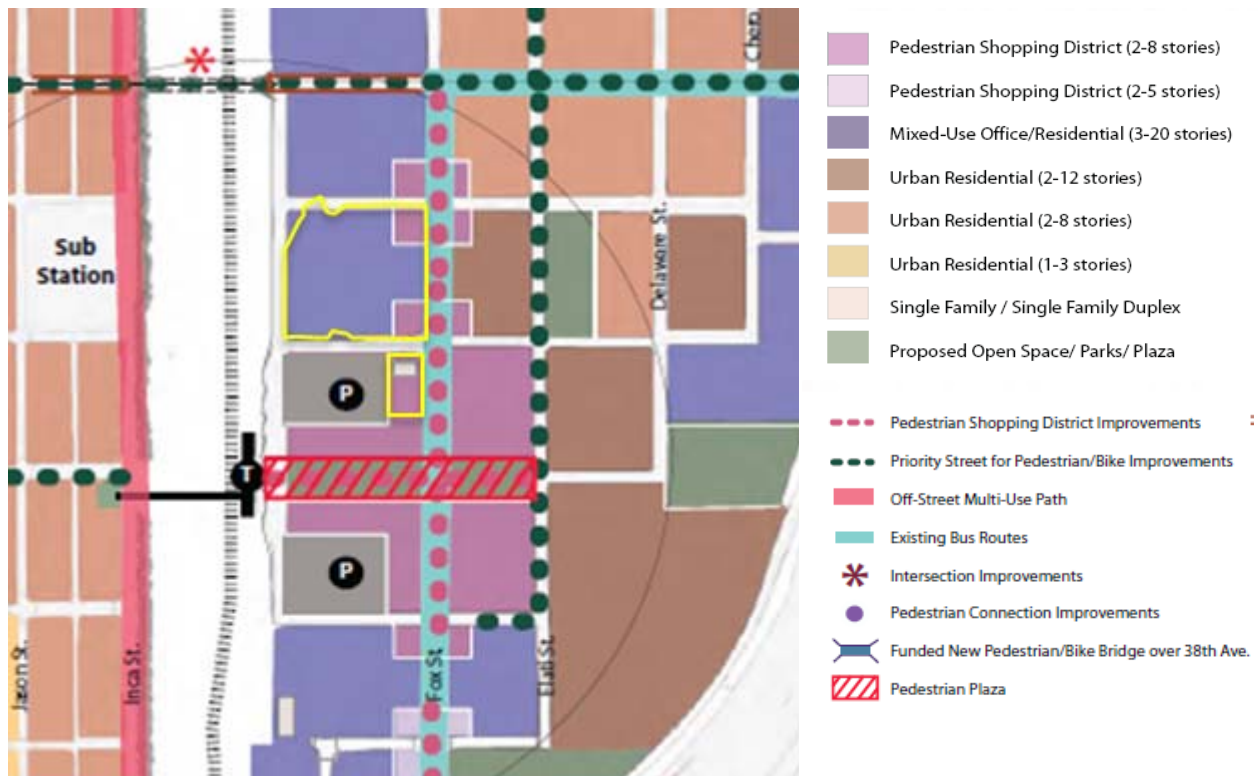 Cher
Sub
Station
Delaware St.
P
T
P
Jason St.
Inca St.
Fox St
Elati St.
Pedestrian Shopping District (2-8 stories)
Pedestrian Shopping District (2-5 stories)
Mixed-Use Office/Residential (3-20 stories)
Urban Residential (2-12 stories)
Urban Residential (2-8 stories)
Urban Residential (1-3 stories)
Single Family / Single Family Duplex
Proposed Open Space/ Parks/ Plaza
Pedestrian Shopping District Improvements
Priority Street for Pedestrian/Bike Improvements
Off-Street Multi-Use Path
Existing Bus Routes
Intersection Improvements
Pedestrian Connection Improvements
Funded New Pedestrian/Bike Bridge over 38th Ave.
Pedestrian Plaza